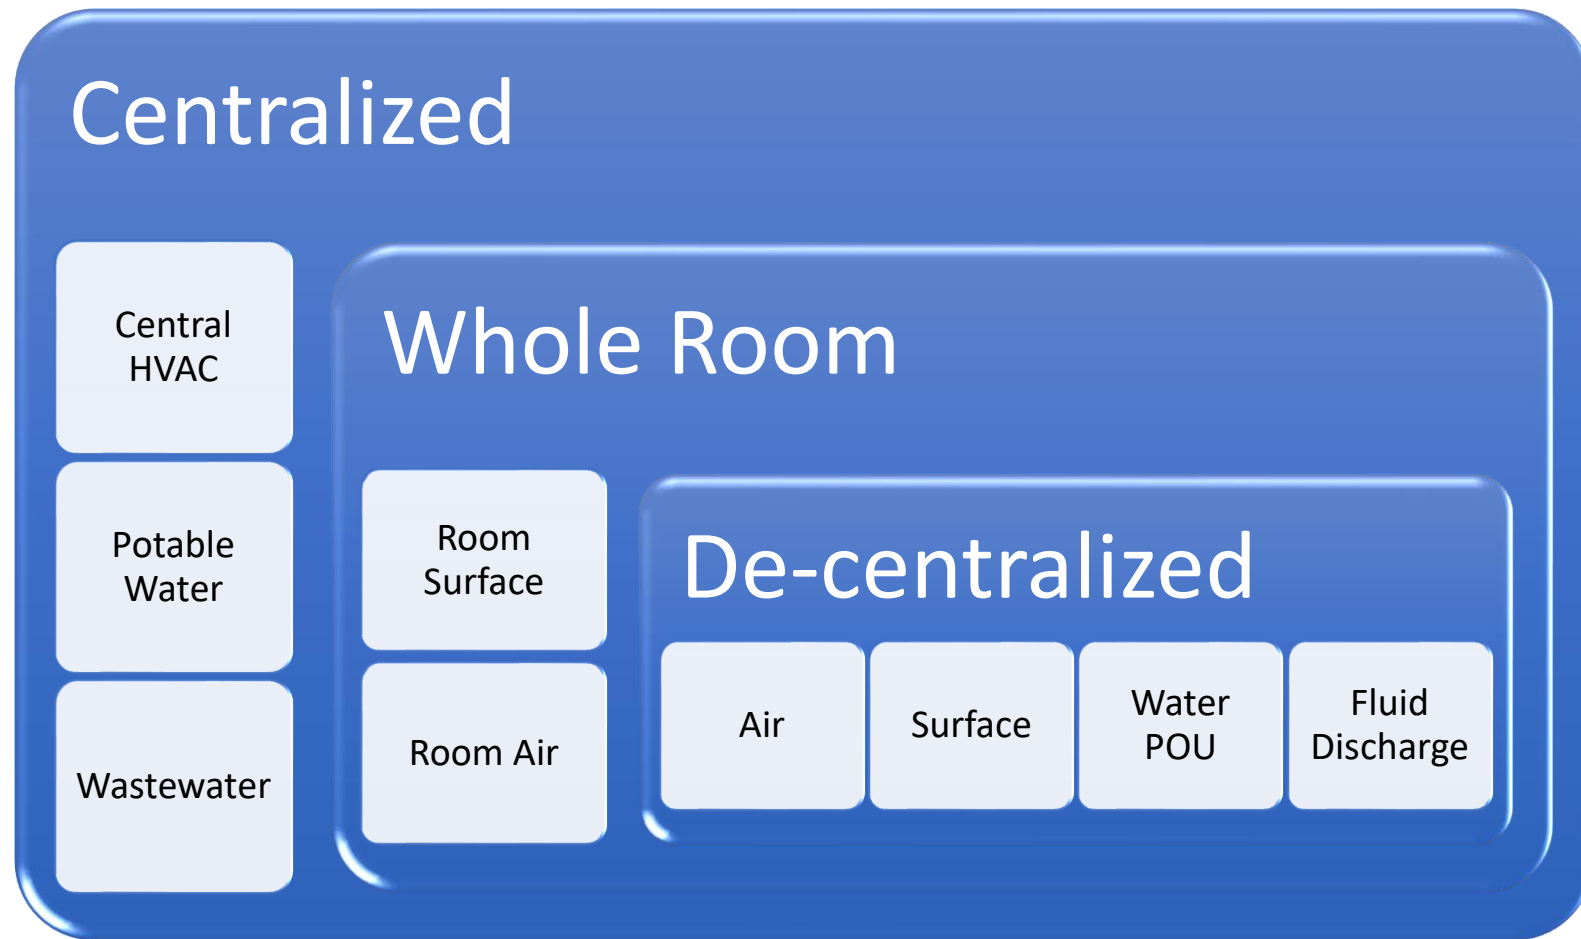 Centralized
Central
HVAC
Potable
Water
Wastewater
Whole Room
Room
Surface
Room Air
De-centralized
Air
Surface
Water
POU
Fluid
Discharge